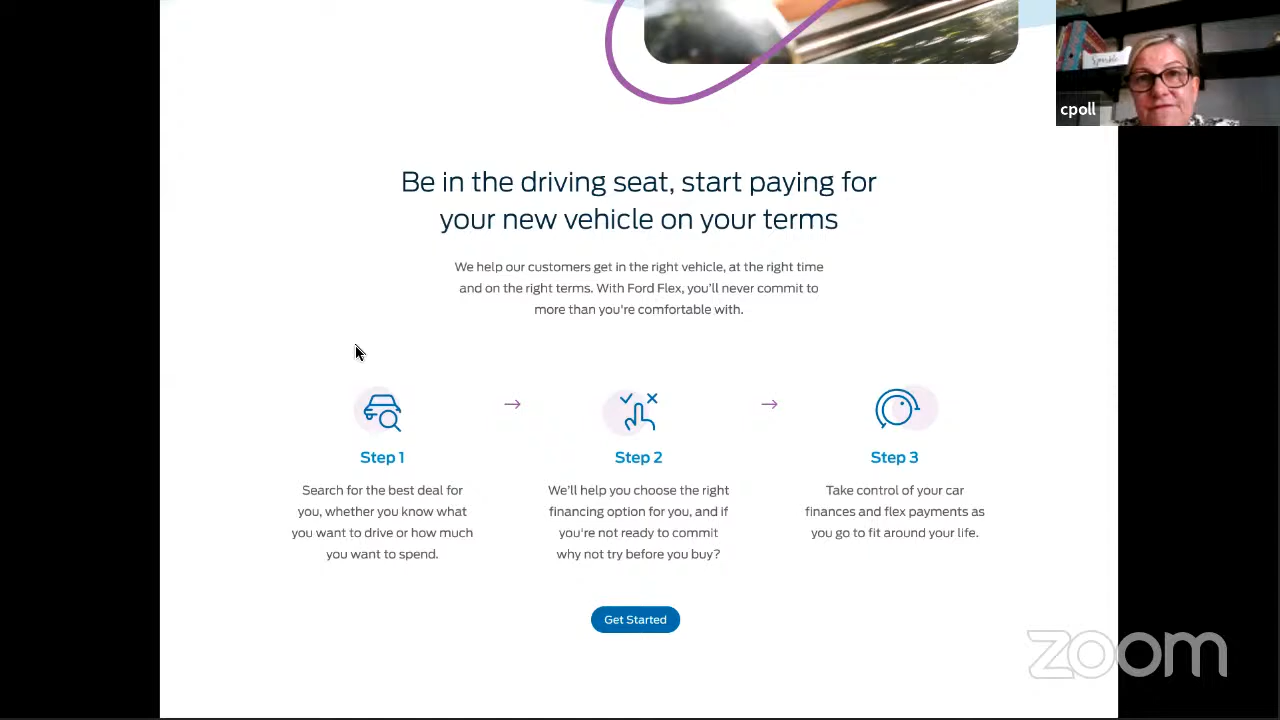 cpoll
Be in the driving seat, start paying for
your new vehicle on your terms
We help our customers get in the right vehicle, at the right time
and on the right terms. With Ford Flex, you'll never commit to
more than you're comfortable with.
Step 1
Search for the best deal for
you, whether you know what
you want to drive or how much
you want to spend.
Step 2
We'll help you choose the right
financing option for you, and if
you're not ready to commit
why not try before you buy?
Step 3
Take control of your car
finances and flex payments as
you go to fit around your life.
Get Started
zoom